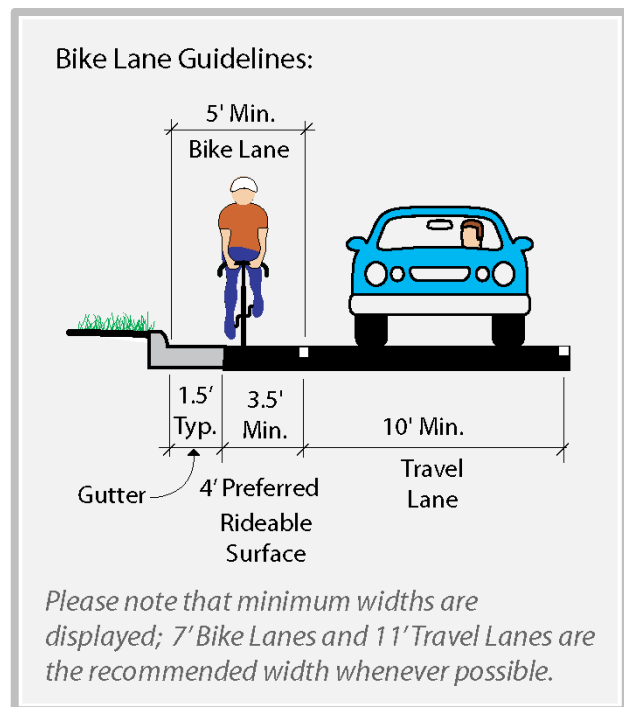 Bike Lane Guidelines:
5' Min.
Bike Lane
1.5'
Typ.
3.5'
Min.
10' Min.
Travel
Lane
Gutter
4' Preferred
Rideable
Surface
Please note that minimum widths are
displayed; 7' Bike Lanes and 11' Travel Lanes are
the recommended width whenever possible.